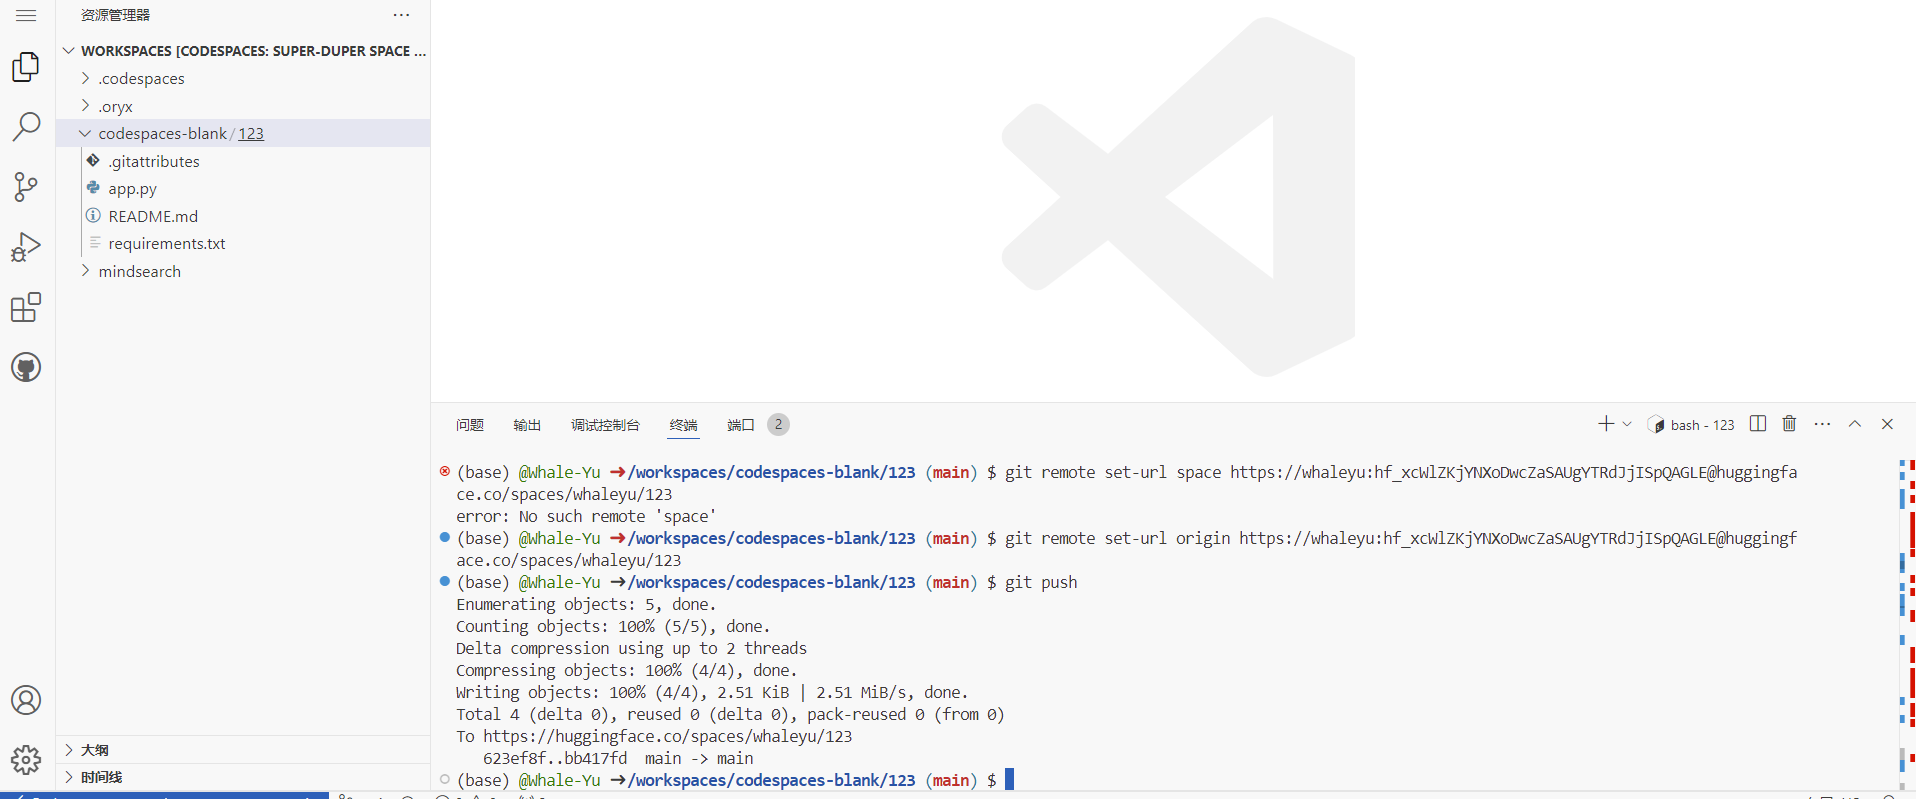 资源管理器
WORKSPACES [CODESPACES: SUPER-DUPER SPACE ...
.codespaces
.oryx
codespaces-blank / 123
.gitattributes
app.py
README.md
requirements.txt
mindsearch
大纲
时间线
问题 输出 调试控制台 终端 端口 2
bash - 123
(base) @Whale-Yu ➜/workspaces/codespaces-blank/123 (main) $ git remote set-url space https://whaleyu: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@huggingfa
ce.co/spaces/whaleyu/123
error: No such remote 'space'
(base) @Whale-Yu ➜/workspaces/codespaces-blank/123 (main) $ git remote set-url origin https://whaleyu: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@huggingf
ace.co/spaces/whaleyu/123
(base) @Whale-Yu ➜/workspaces/codespaces-blank/123 (main) $ git push
Enumerating objects: 5, done.
Counting objects: 100% (5/5), done.
Delta compression using up to 2 threads
Compressing objects: 100% (4/4), done.
Writing objects: 100% (4/4), 2.51 KiB | 2.51 MiB/s, done.
Total 4 (delta 0), reused 0 (delta 0), pack-reused 0 (from 0)
To https://huggingface.co/spaces/whaleyu/123
623ef8f..bb417fd main -> main
(base) @Whale-Yu ➜/workspaces/codespaces-blank/123 (main) $